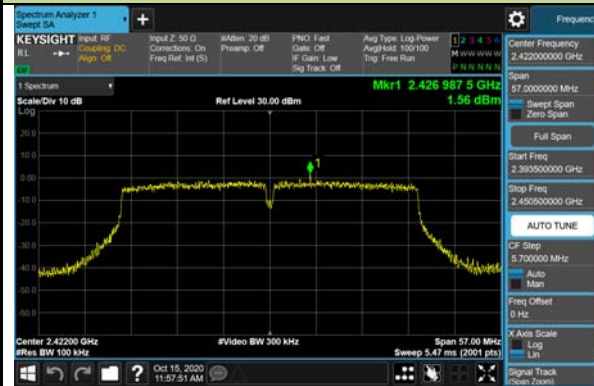 Spectrum Analyzer 1
Swept SA
Frequency
KEYSIGHT
Input: RF
Coupling: DC
Align: Off
Input Z: 50 Ω
Corrections: On
Freq Ref: Int (S)
#Atten: 20 dB
Preamp: Off
PNO: Fast
Gate: Off
IF Gain: Low
Sig Track: Off
Avg Type: Log-Power
Avg|Hold: 100/100
Trig: Free Run
1 2 3 4 5 6
M W W W W W
P N N N N N
RL
LW
1 Spectrum
Scale/Div 10 dB
Log
Ref Level 30.00 dBm
Mkr1 2.426 987 5 GHz
1.56 dBm
20.0
10.0
0.00
-10.0
-20.0
-30.0
-40.0
-50.0
-60.0
1
Center 2.42200 GHz
#Res BW 100 kHz
#Video BW 300 kHz
Span 57.00 MHz
Sweep 5.47 ms (2001 pts)
Oct 15, 2020
11:57:51 AM
Center Frequency
2.422000000 GHz
Span
57.0000000 MHz
Swept Span
Zero Span
Full Span
Start Freq
2.393500000 GHz
Stop Freq
2.450500000 GHz
AUTO TUNE
CF Step
5.700000 MHz
Auto
Man
Freq Offset
0 Hz
X Axis Scale
Log
Lin
Signal Track
(Span Zoom)